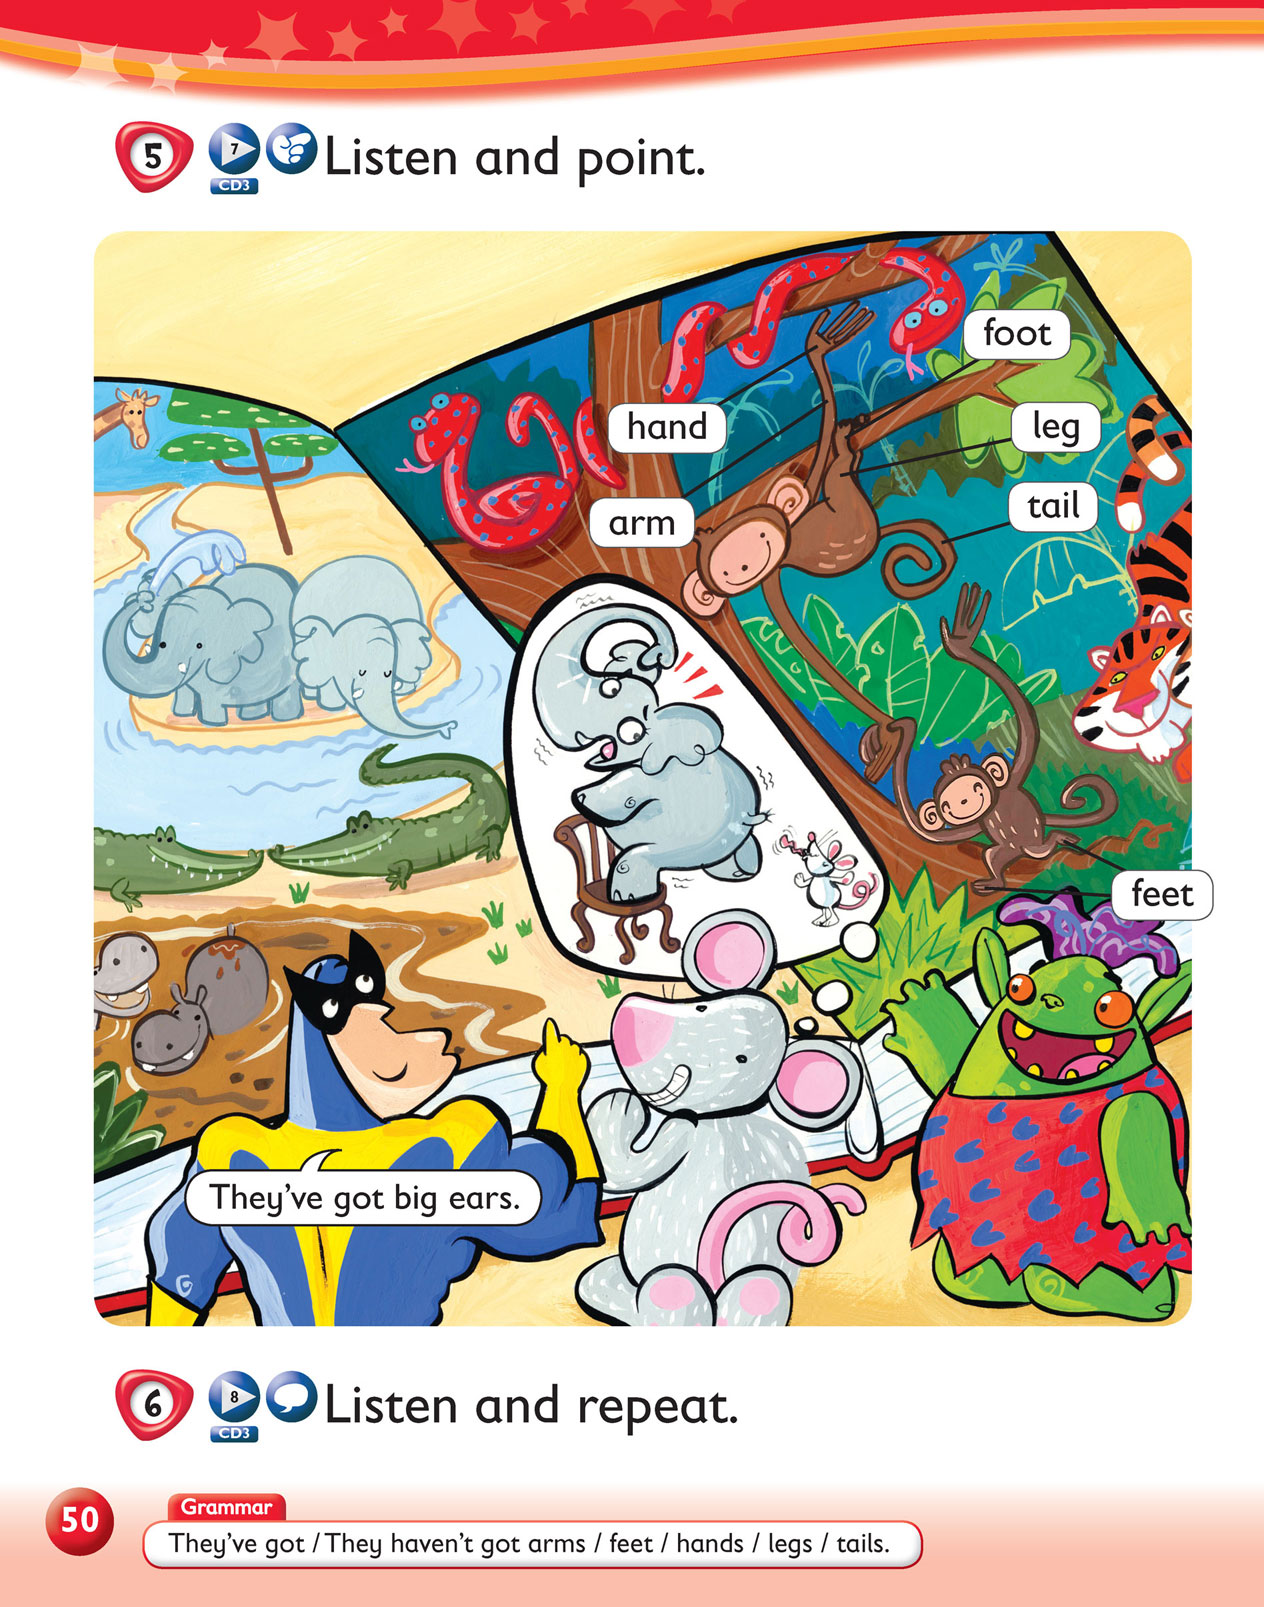 5 7 CD3 Listen and point.
foot
hand
leg
arm
tail
feet
They've got big ears.
6 8 CD3 Listen and repeat.
50
Grammar
They've got / They haven't got arms / feet / hands / legs / tails.